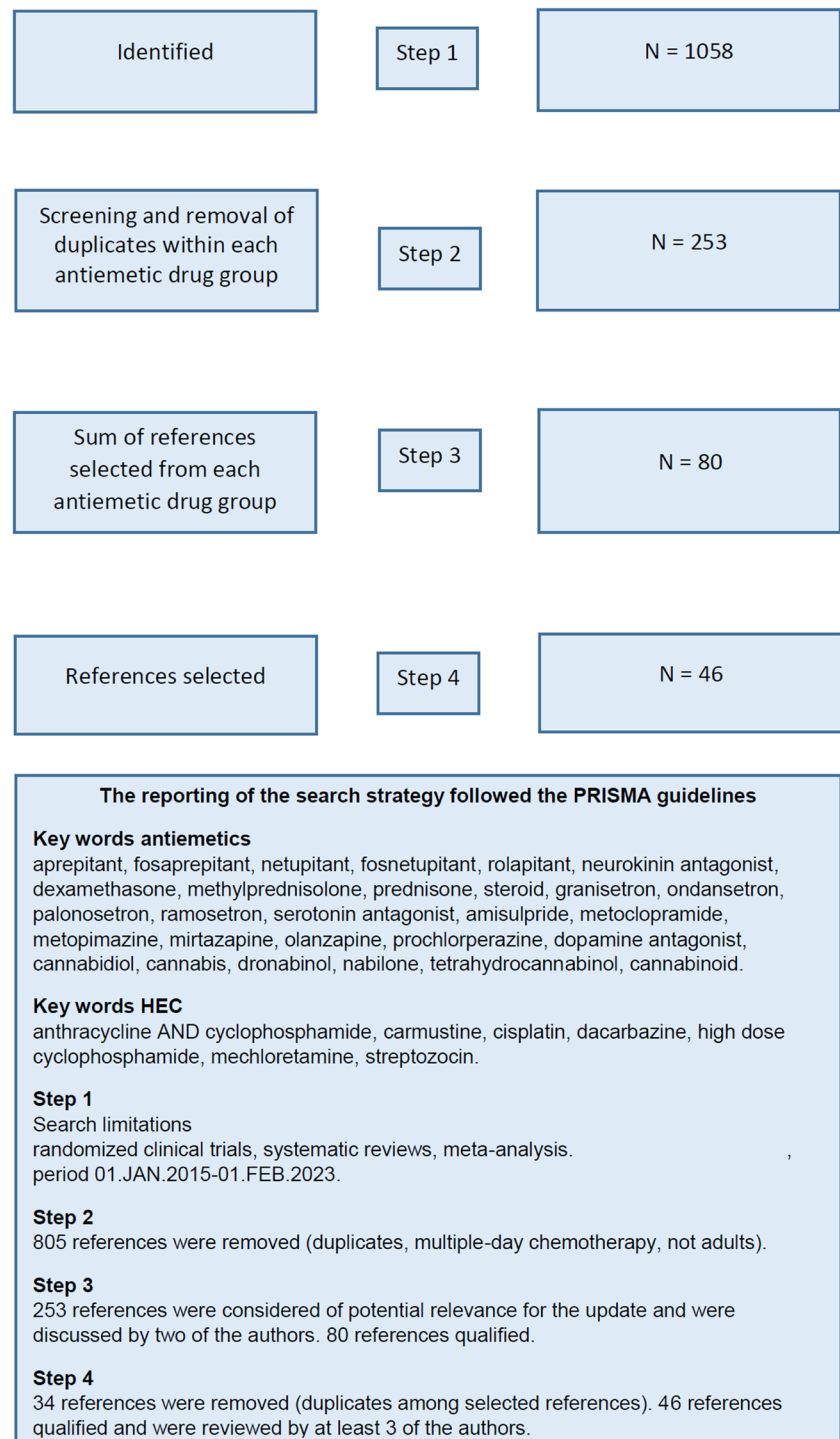 Identified
Step 1
N = 1058
Screening and removal of
duplicates within each
antiemetic drug group
Step 2
N = 253
Sum of references
selected from each
antiemetic drug group
Step 3
N = 80
References selected
Step 4
N = 46
The reporting of the search strategy followed the PRISMA guidelines
Key words antiemetics
aprepitant, fosaprepitant, netupitant, fosnetupitant, rolapitant, neurokinin antagonist,
dexamethasone, methylprednisolone, prednisone, steroid, granisetron, ondansetron,
palonosetron, ramosetron, serotonin antagonist, amisulpride, metoclopramide,
metopimazine, mirtazapine, olanzapine, prochlorperazine, dopamine antagonist,
cannabidiol, cannabis, dronabinol, nabilone, tetrahydrocannabinol, cannabinoid.
Key words HEC
anthracycline AND cyclophosphamide, carmustine, cisplatin, dacarbazine, high dose
cyclophosphamide, mechloretamine, streptozocin.
Step 1
Search limitations
randomized clinical trials, systematic reviews, meta-analysis. ,
period 01.JAN.2015-01.FEB.2023.
Step 2
805 references were removed (duplicates, multiple-day chemotherapy, not adults).
Step 3
253 references were considered of potential relevance for the update and were
discussed by two of the authors. 80 references qualified.
Step 4
34 references were removed (duplicates among selected references). 46 references
qualified and were reviewed by at least 3 of the authors.